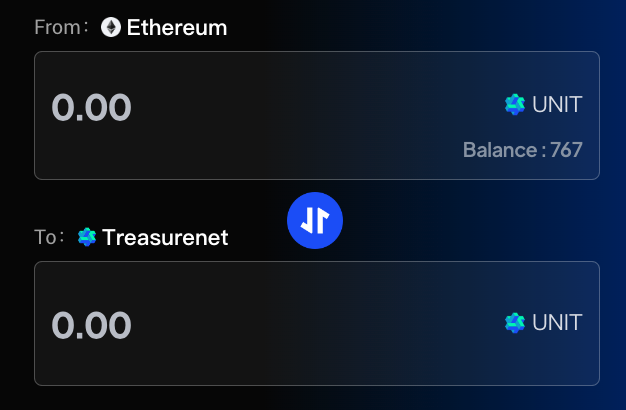 From: Ethereum
0.00 UNIT
Balance : 767
To: Treasurenet
0.00 UNIT